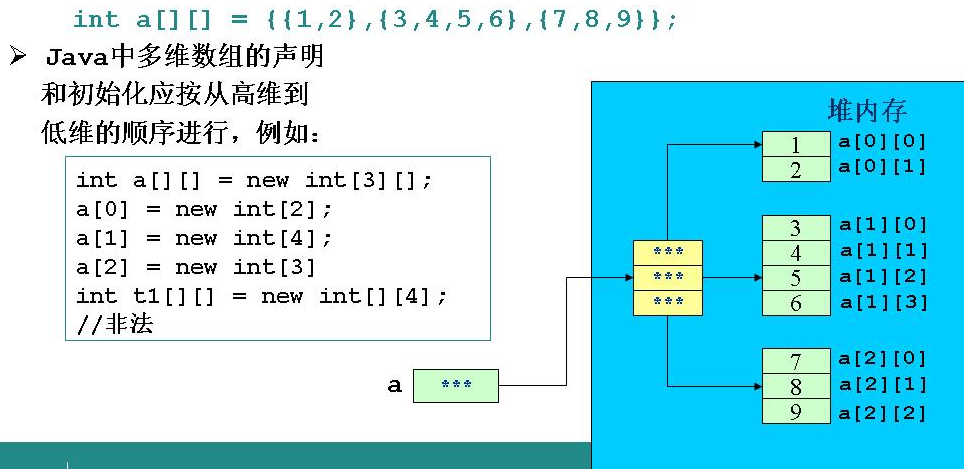 int a[][] = {{1,2},{3,4,5,6},{7,8,9}};
➢ Java中多维数组的声明
和初始化应按从高维到
低维的顺序进行，例如：
int a[][] = new int[3][];
a[0] = new int[2];
a[1] = new int[4];
a[2] = new int[3]
int t1[][] = new int[][4];
//非法
堆内存
1 a[0][0]
2 a[0][1]
3 a[1][0]
4 a[1][1]
5 a[1][2]
6 a[1][3]
***
***
***
7 a[2][0]
8 a[2][1]
9 a[2][2]
a ***